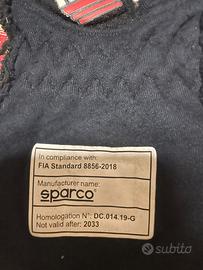 In compliance with:
FIA Standard 8856-2018
Manufacturer name:
sparco
Homologation N°: DC.014.19-G
Not valid after: 2033
subito